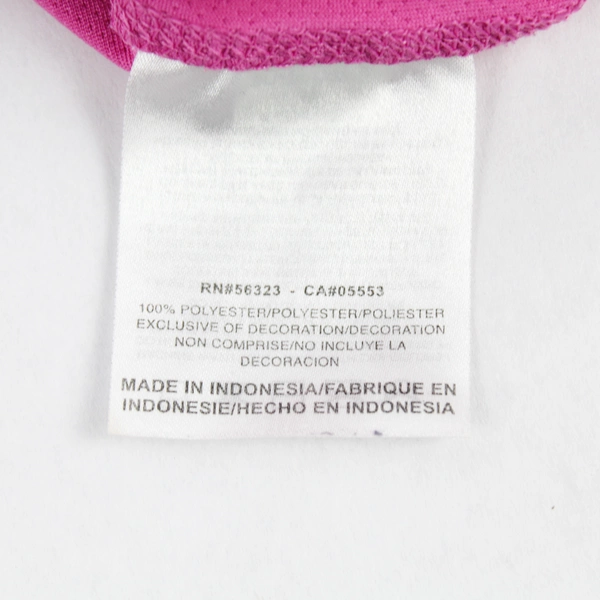 RN#56323 - CA#05553
100% POLYESTER/POLYESTER/POLIESTER
EXCLUSIVE OF DECORATION/DECORATION
NON COMPRISE/NO INCLUYE LA
DECORACION
MADE IN INDONESIA/FABRIQUE EN
INDONESIE/HECHO EN INDONESIA